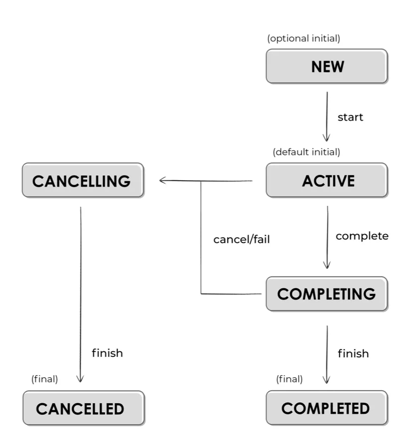 (optional initial)
NEW
start
(default initial)
CANCELLING
ACTIVE
cancel/fail
complete
COMPLETING
finish
finish
(final)
(final)
CANCELLED
COMPLETED